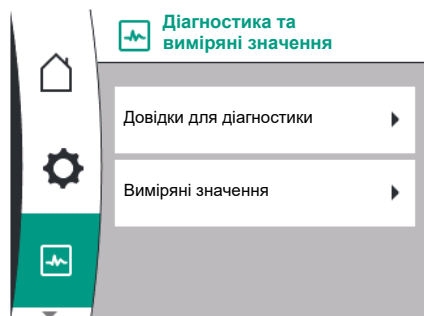 Діагностика та
виміряні значення
Довідки для діагностики
Виміряні значення